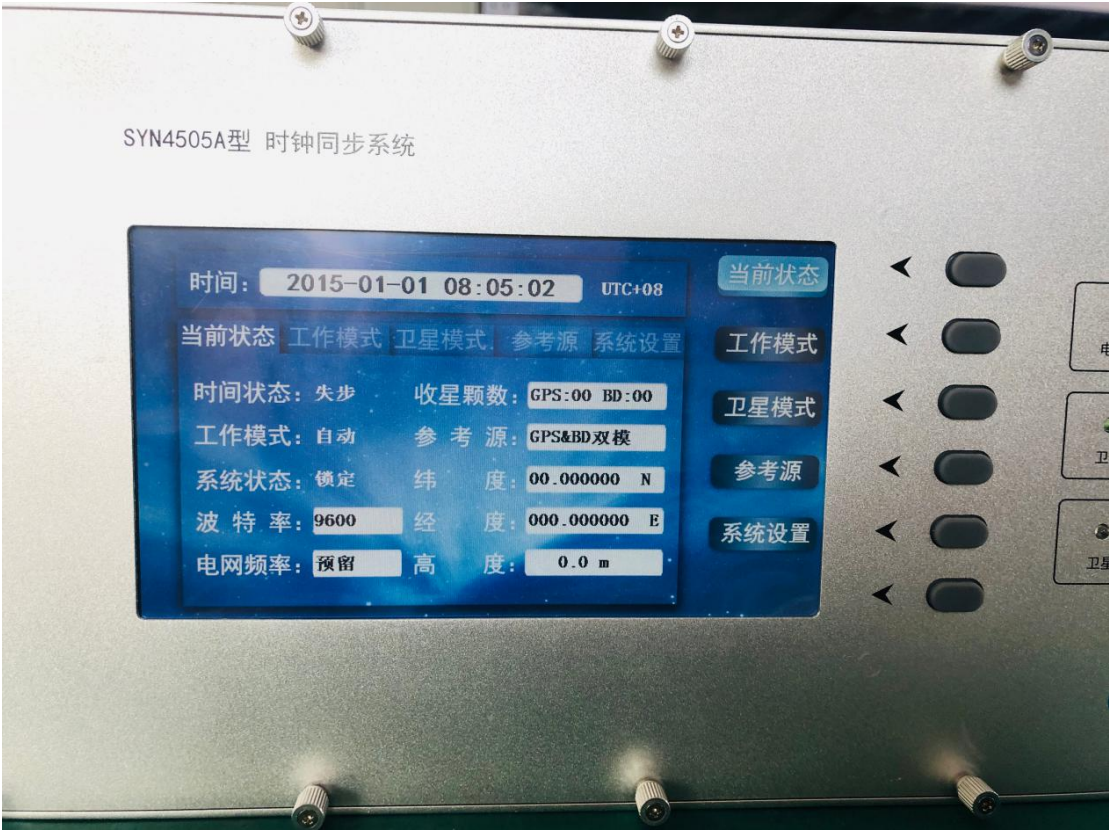 SYN4505A型 时钟同步系统
时间： 2015-01-01 08:05:02 UTC+08
当前状态 工作模式 卫星模式 参考源 系统设置
时间状态：失步 收星颗数：GPS:00 BD:00
工作模式：自动 参考源：GPS&BD双模
系统状态：锁定 纬度：00.000000 N
波特率：9600 经度：000.000000 E
电网频率：预留 高度：0.0 m
当前状态
工作模式
卫星模式
参考源
系统设置